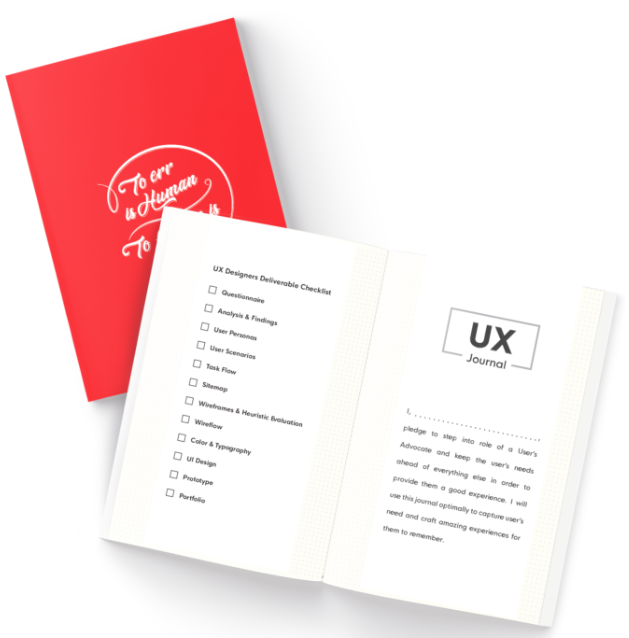 To err
is Human
is
To
UX Designers Deliverable Checklist
Questionnaire
Analysis & Findings
User Personas
User Scenarios
Task Flow
Sitemap
Wireframes & Heuristic Evaluation
Wireflow
Color & Typography
UI Design
Prototype
Portfolio
UX
Journal
I, ,
pledge to step into role of a User's
Advocate and keep the user's needs
ahead of everything else in order to
provide them a good experience. I will
use this journal optimally to capture user's
need and craft amazing experiences for
them to remember.